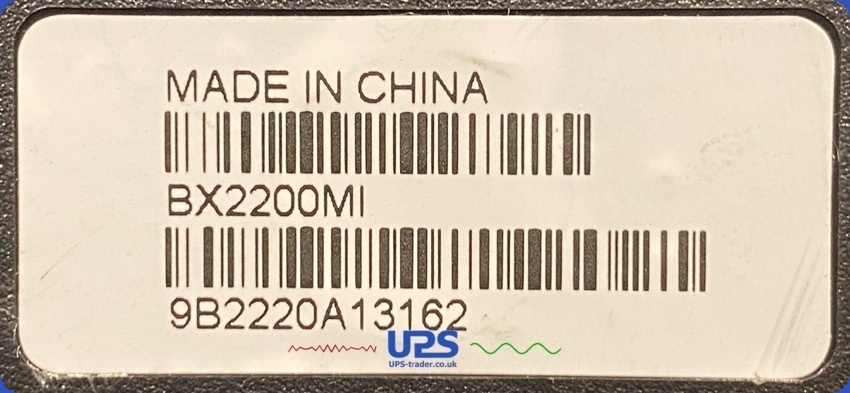 MADE IN CHINA
BX2200MI
9B2220A13162
UPS
UPS-trader.co.uk